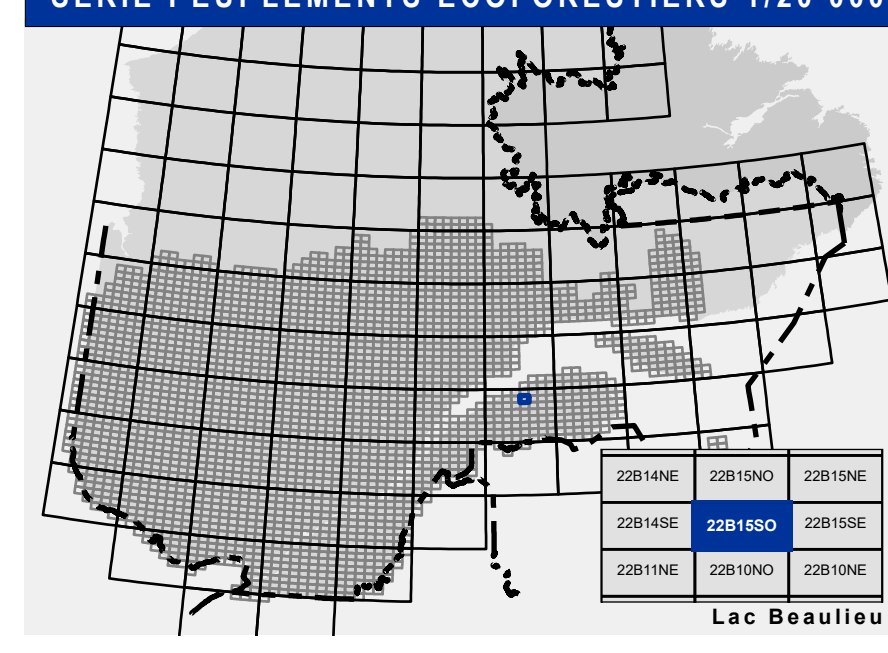 SÉRIE PEUPLEMENTS ÉCOFORESTIERS 1/20 000
22B14NE 22B15NO 22B15NE
22B14SE 22B15SO 22B15SE
22B11NE 22B10NO 22B10NE
Lac Beaulieu